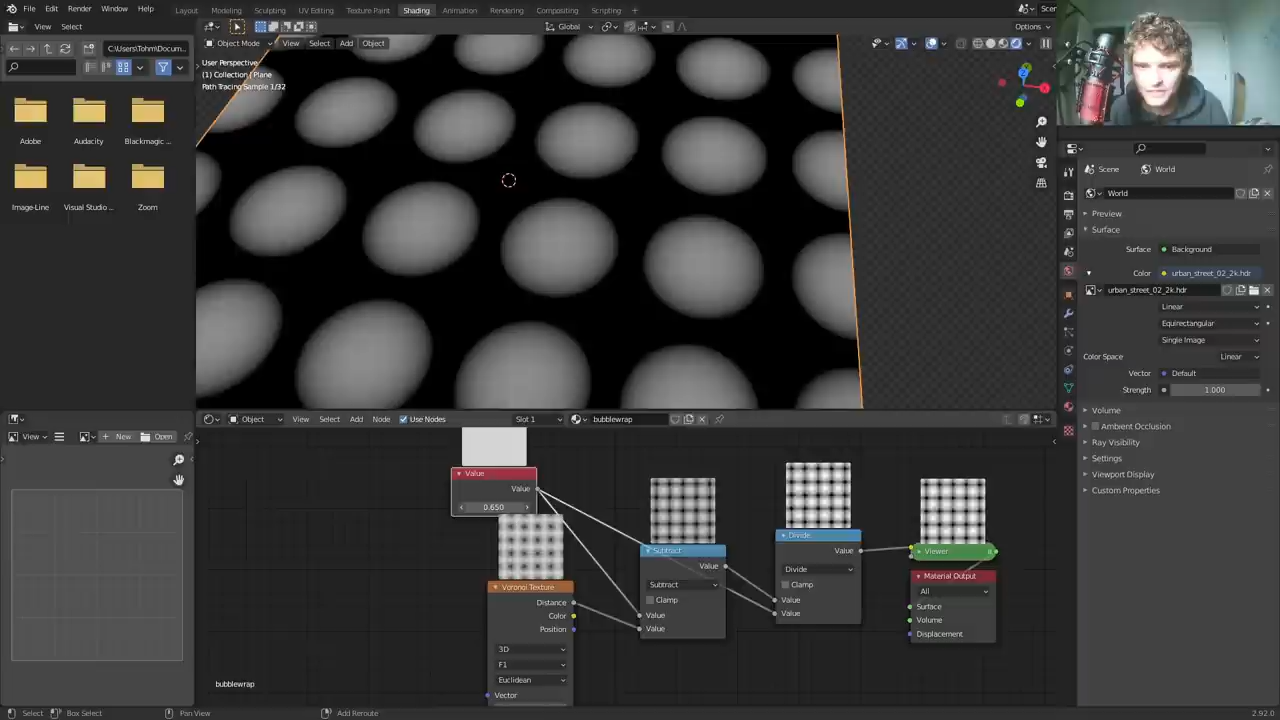 File Edit Render Window Help
Layout Modeling Sculpting UV Editing Texture Paint Shading Animation Rendering Compositing Scripting +
Scen
View Select
Global
Options
C:\Users\Tohm\Docum...
Object Mode View Select Add Object
User Perspective
(1) Collection | Plane
Path Tracing Sample 1/32
Adobe Audacity Blackmagic ...
Image-Line Visual Studio ... Zoom
X
Z
Scene World
World
Preview
Surface
Surface Background
Color urban_street_02_2k.hdr
urban_street_02_2k.hdr
Linear
Equirectangular
Single Image
Color Space Linear
Vector Default
Strength 1.000
Volume
Ambient Occlusion
Ray Visibility
Settings
Viewport Display
Custom Properties
Object View Select Add Node Use Nodes Slot 1 bubblewrap
View + New Open
Value
Value
0.650
Voronoi Texture
Distance
Color
Position
3D
F1
Euclidean
Vector
Subtract
Value
Subtract
Clamp
Value
Value
Divide
Value
Divide
Clamp
Value
Value
Viewer
Material Output
All
Surface
Volume
Displacement
bubblewrap
Select Box Select Pan View Add Reroute 2.92.0